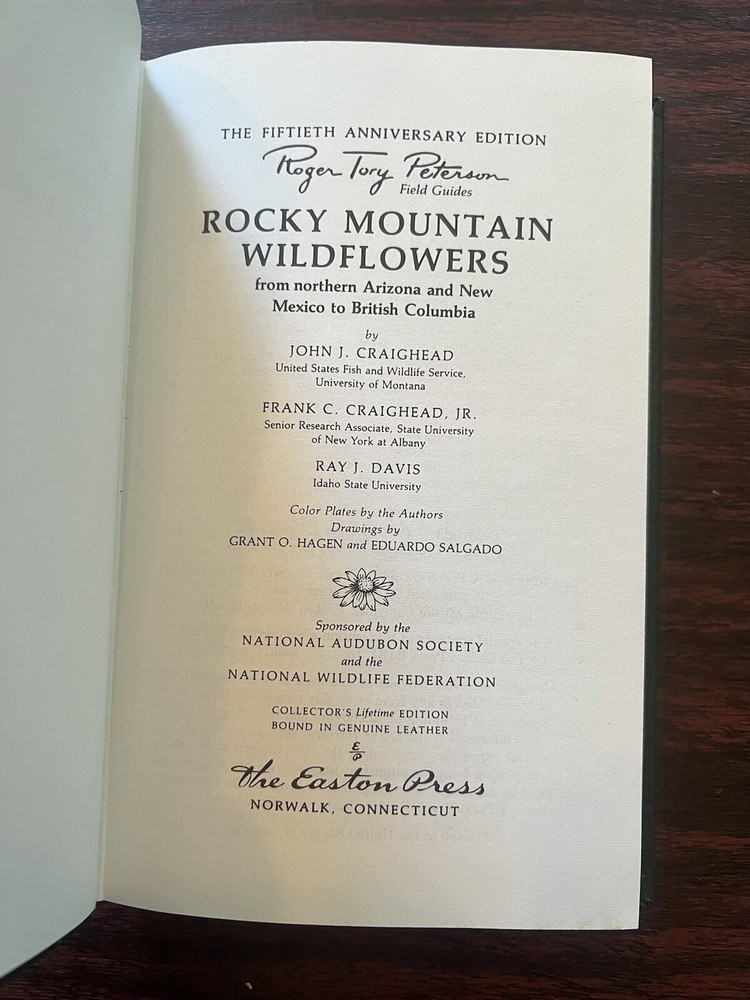 THE FIFTIETH ANNIVERSARY EDITION
Roger Tory Peterson
Field Guides
ROCKY MOUNTAIN
WILDFLOWERS
from northern Arizona and New
Mexico to British Columbia
by
JOHN J. CRAIGHEAD
United States Fish and Wildlife Service,
University of Montana
FRANK C. CRAIGHEAD, JR.
Senior Research Associate, State University
of New York at Albany
RAY J. DAVIS
Idaho State University
Color Plates by the Authors
Drawings by
GRANT O. HAGEN and EDUARDO SALGADO
Sponsored by the
NATIONAL AUDUBON SOCIETY
and the
NATIONAL WILDLIFE FEDERATION
COLLECTOR'S Lifetime EDITION
BOUND IN GENUINE LEATHER
E
P
The Easton Press
NORWALK, CONNECTICUT